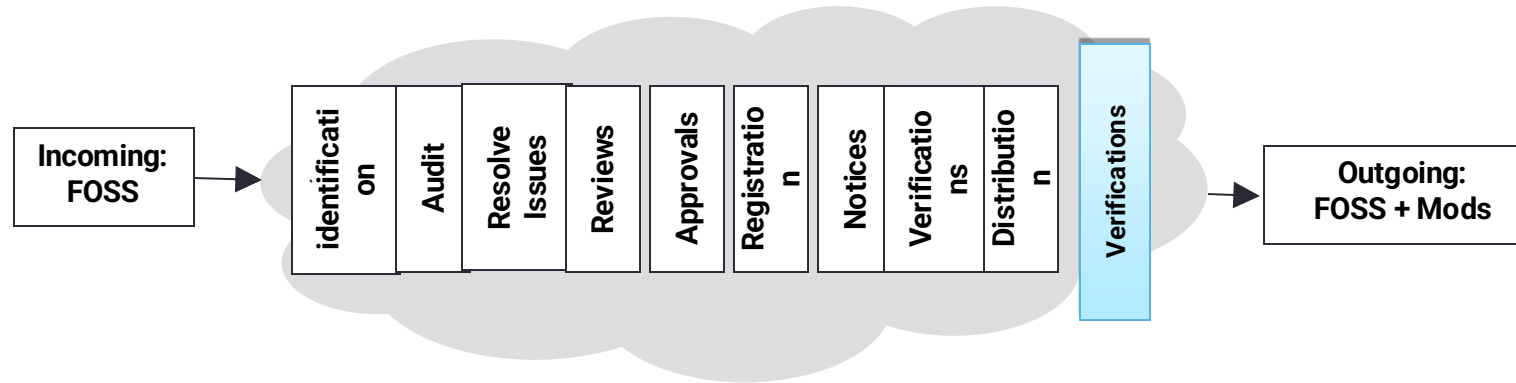 Incoming:
FOSS
identificati
on
Audit
Resolve
Issues
Reviews
Approvals
Registratio
n
Notices
Verificatio
ns
Distributio
n
Verifications
Outgoing:
FOSS + Mods